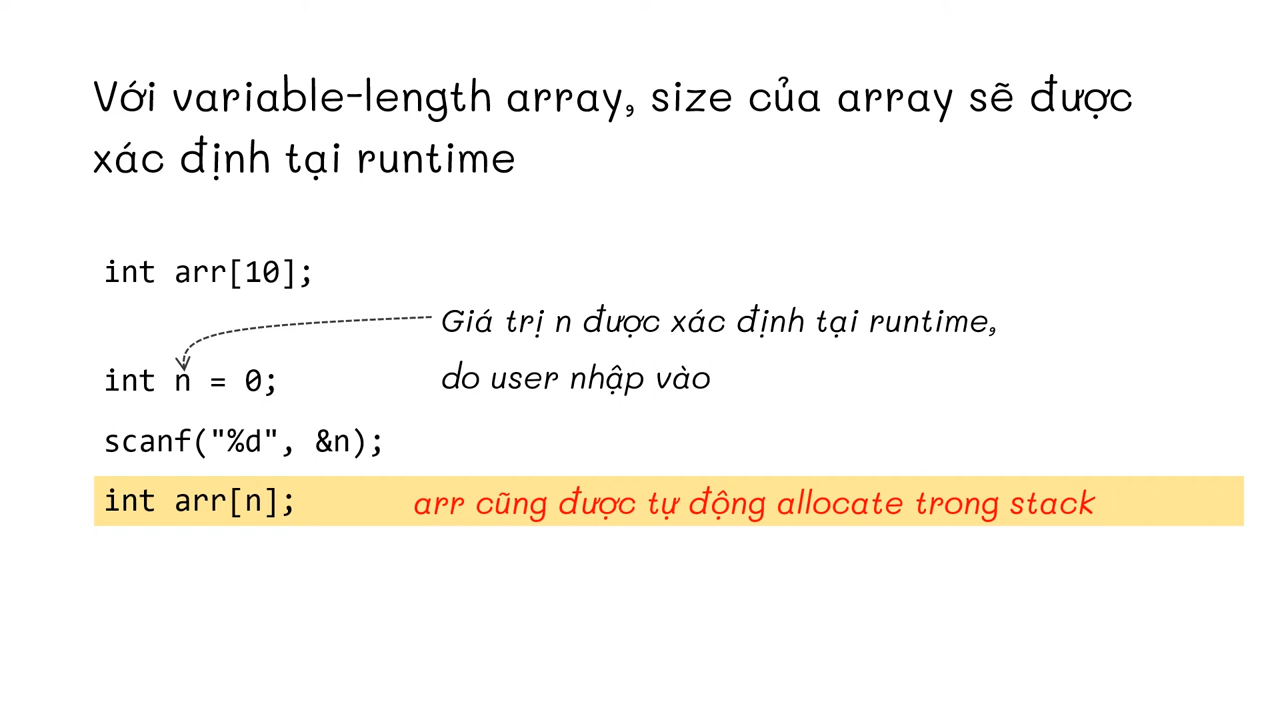 Với variable-length array, size của array sẽ được
xác định tại runtime
int arr[10];
Giá trị n được xác định tại runtime,
int n = 0;
do user nhập vào
scanf("%d", &n);
int arr[n];
arr cũng được tự động allocate trong stack